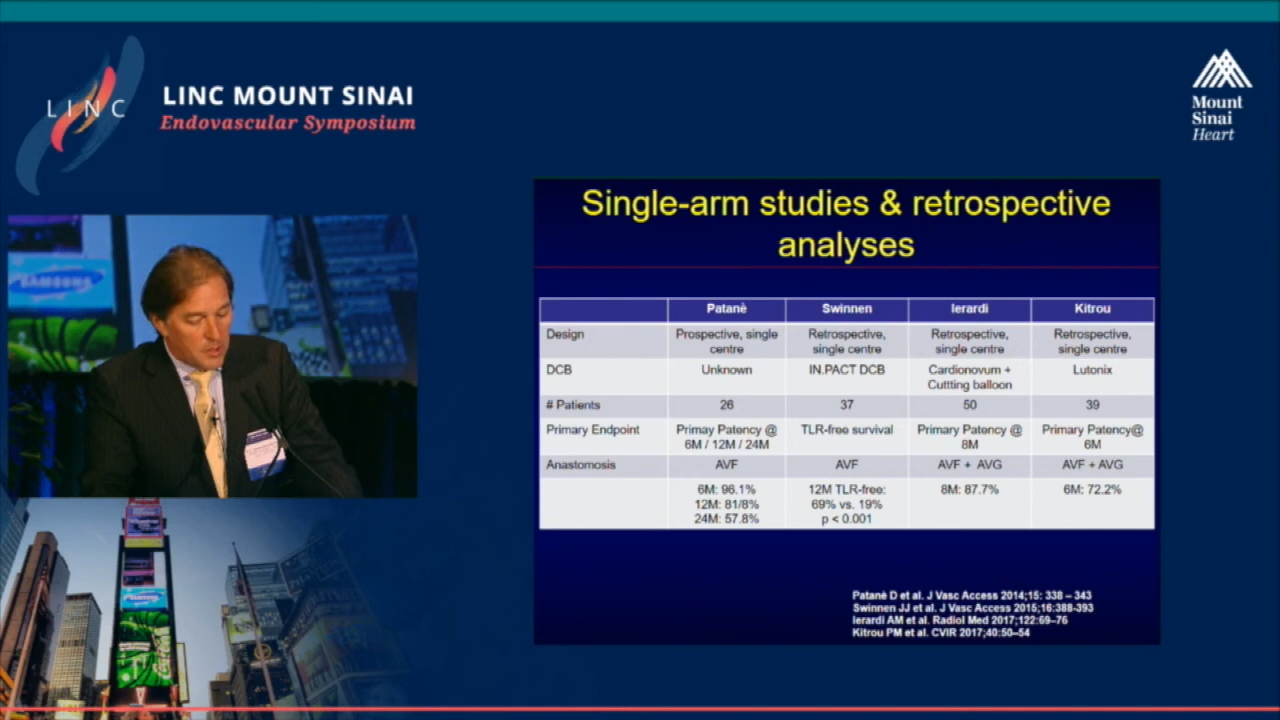 LINC
LINC MOUNT SINAI
Endovascular Symposium
Mount
Sinai
Heart
SAMSUNG
Single-arm studies & retrospective
analyses
Patanè Swinnen Ierardi Kitrou
Design Prospective, single centre Retrospective, single centre Retrospective, single centre Retrospective, single centre
DCB Unknown IN.PACT DCB Cardionovum + Cuttting balloon Lutonix
# Patients 26 37 50 39
Primary Endpoint Primay Patency @ 6M / 12M / 24M TLR-free survival Primary Patency @ 8M Primary Patency@ 6M
Anastomosis AVF AVF AVF + AVG AVF + AVG
6M: 96.1% 12M: 81/8% 24M: 57.8% 12M TLR-free: 69% vs. 19% p < 0.001 8M: 87.7% 6M: 72.2%
Patanè D et al. J Vasc Access 2014;15: 338 – 343
Swinnen JJ et al. J Vasc Access 2015;16:388-393
Ierardi AM et al. Radiol Med 2017;122:69–76
Kitrou PM et al. CVIR 2017;40:50–54